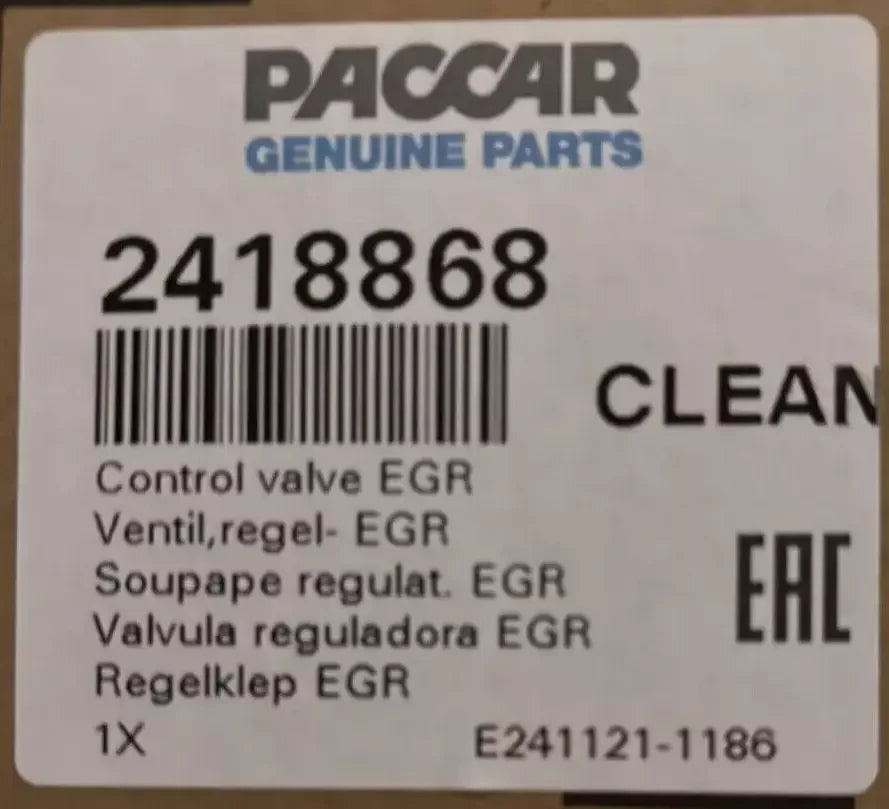 PACCAR
GENUINE PARTS
2418868
CLEAN
Control valve EGR
Ventil,regel- EGR
Soupape regulat. EGR
Valvula reguladora EGR
Regelklep EGR
EAC
1X
E241121-1186